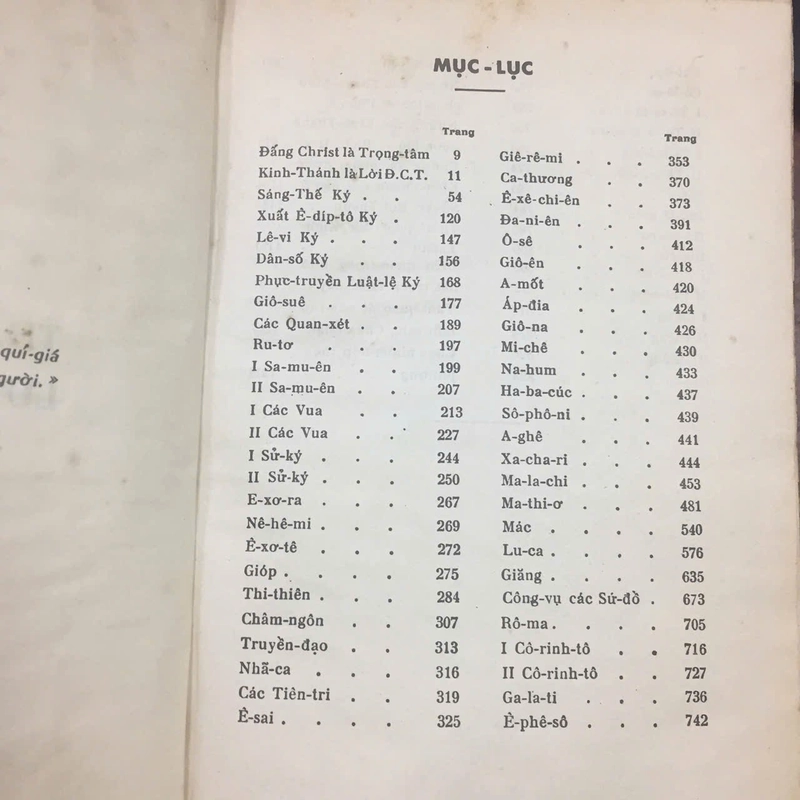 quí-giá
gười. »
MỤC - LỤC
Trang
Đấng Christ là Trọng-tâm 9
Kinh-Thánh là Lời Đ.C.T. 11
Sáng-Thế Ký . . 54
Xuất Ê-díp-tô Ký . 120
Lê-vi Ký . . . 147
Dân-số Ký . . 156
Phục-truyền Luật-lệ Ký 168
Giô-suê . . . 177
Các Quan-xét . . 189
Ru-tơ . . . 197
I Sa-mu-ên . . 199
II Sa-mu-ên . . 207
I Các Vua . . 213
II Các Vua . . 227
I Sử-ký . . . 244
II Sử-ký . . . 250
E-xơ-ra . . . 267
Nê-hê-mi . . . 269
Ê-xơ-tê . . . 272
Gióp . . . . 275
Thi-thiên . . . 284
Châm-ngôn . . 307
Truyền-đạo . . 313
Nhã-ca . . . 316
Các Tiên-tri . . 319
Ê-sai . . . . 325
Trang
Giê-rê-mi . . . 353
Ca-thương . . 370
Ê-xê-chi-ên . . 373
Đa-ni-ên . . . 391
Ô-sê . . . 412
Giô-ên . . . 418
A-mốt . . . 420
Áp-đia . . . 424
Giô-na . . . 426
Mi-chê . . . 430
Na-hum . . . 433
Ha-ba-cúc . . . 437
Sô-phô-ni . . . 439
A-ghê . . . 441
Xa-cha-ri . . . 444
Ma-la-chi . . . 453
Ma-thi-ơ . . . 481
Mác . . . . 540
Lu-ca . . . . 576
Giăng . . . . 635
Công-vụ các Sứ-đồ . 673
Rô-ma . . . . 705
I Cô-rinh-tô . . 716
II Cô-rinh-tô . . 727
Ga-la-ti . . . 736
Ê-phê-sô . . . 742